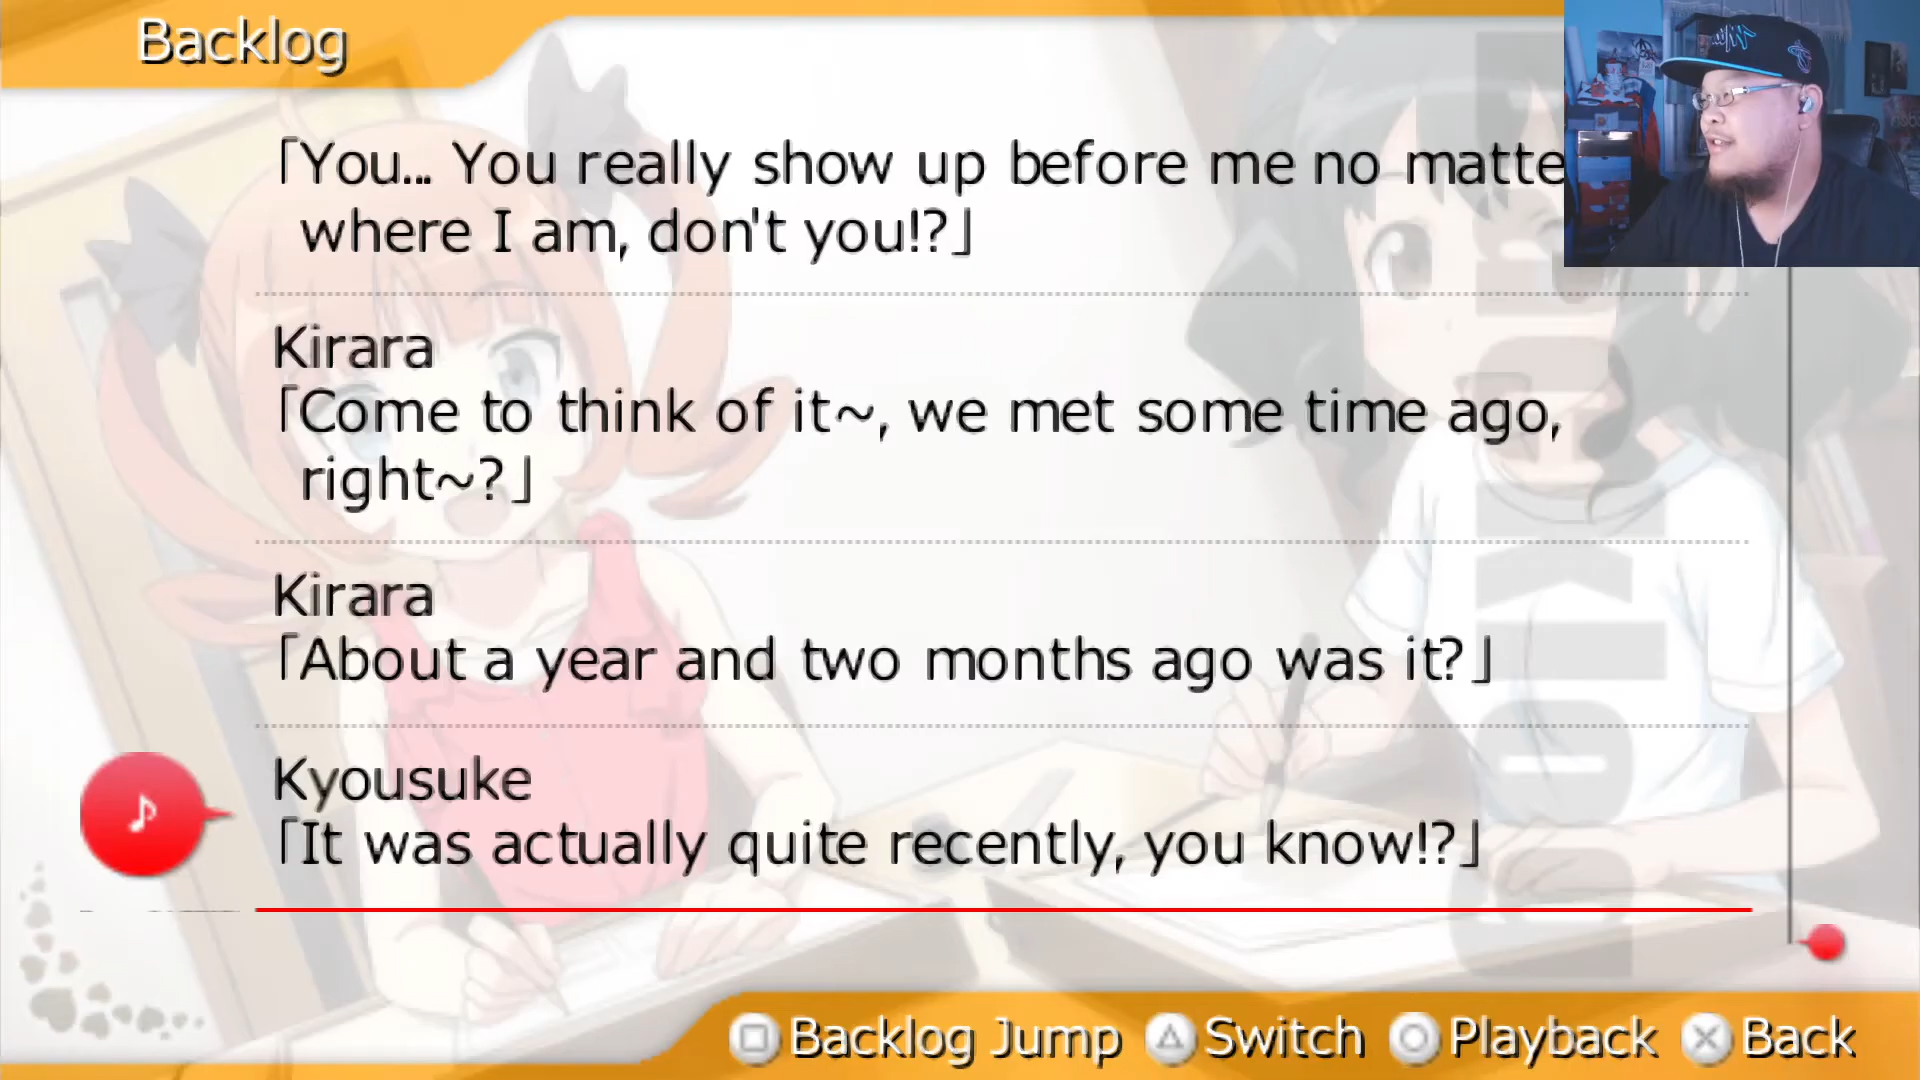 Backlog
「You... You really show up before me no matte
where I am, don't you!?」
Kirara
「Come to think of it~, we met some time ago,
right~?」
Kirara
「About a year and two months ago was it?」
Kyousuke
「It was actually quite recently, you know!?」
Backlog Jump Switch Playback Back